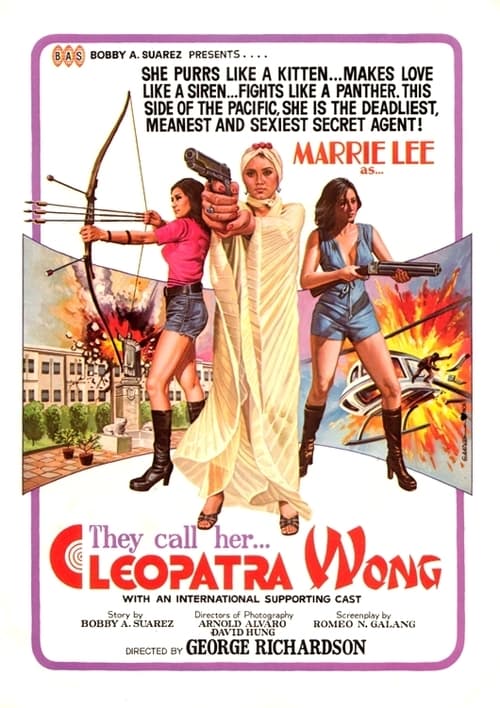 BAS BOBBY A. SUAREZ PRESENTS....
SHE PURRS LIKE A KITTEN...MAKES LOVE
LIKE A SIREN...FIGHTS LIKE A PANTHER. THIS
SIDE OF THE PACIFIC, SHE IS THE DEADLIEST,
MEANEST AND SEXIEST SECRET AGENT!
MARRIE LEE
as...
They call her...
CLEOPATRA WONG
WITH AN INTERNATIONAL SUPPORTING CAST
Story by
BOBBY A. SUAREZ
Directors of Photography
ARNOLD ALVARO
DAVID HUNG
Screenplay by
ROMEO N. GALANG
DIRECTED BY GEORGE RICHARDSON